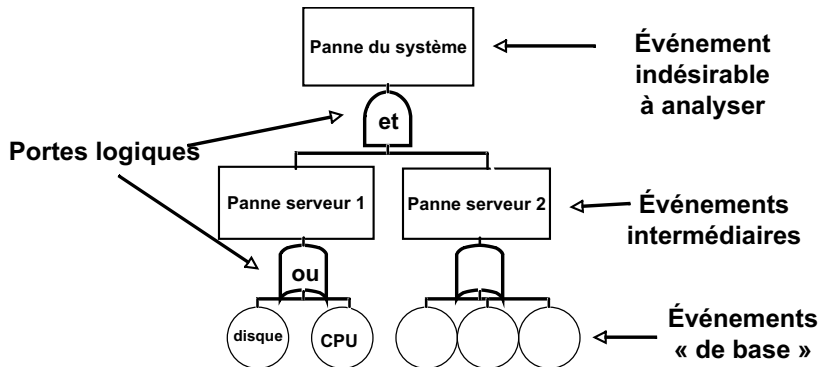 Panne du système
Événement
indésirable
à analyser
et
Portes logiques
Panne serveur 1
Panne serveur 2
Événements
intermédiaires
ou
disque
CPU
Événements
« de base »